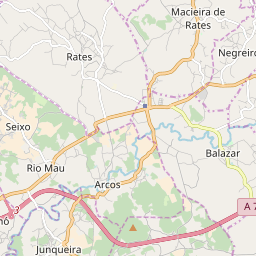 Macieira de
Rates
Rates
Negreiro
Seixo
Balazar
Rio Mau
Arcos
A 7
Junqueira